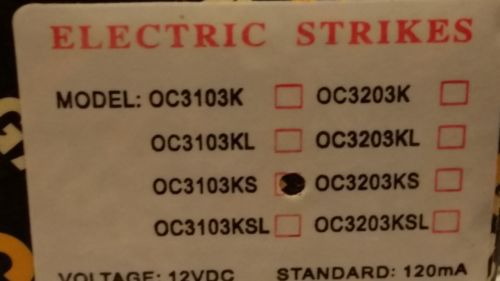 ELECTRIC STRIKES
MODEL: OC3103K OC3203K
OC3103KL OC3203KL
OC3103KS OC3203KS
OC3103KSL OC3203KSL
VOLTAGE: 12VDC STANDARD: 120mA